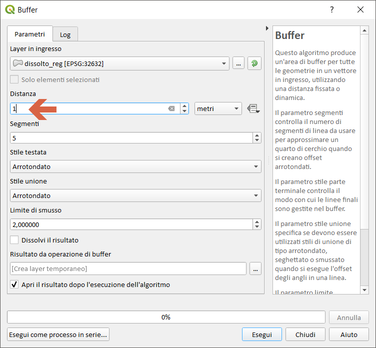 Buffer
Parametri
Log
Layer in ingresso
dissolto_reg [EPSG:32632]
...
Solo elementi selezionati
Distanza
1
metri
Segmenti
5
Stile testata
Arrotondato
Stile unione
Arrotondato
Limite di smusso
2,000000
Dissolvi il risultato
Risultato da operazione di buffer
[Crea layer temporaneo]
...
Apri il risultato dopo l'esecuzione dell'algoritmo
Buffer
Questo algoritmo produce
un'area di buffer per tutte
le geometrie in un vettore
in ingresso, utilizzando
una distanza fissata o
dinamica.
Il parametro segmenti
controlla il numero di
segmenti di linea da usare
per approssimare un
quarto di cerchio quando
si creano offset
arrotondati.
Il parametro stile parte
terminale controlla il
modo con cui le linee finali
sono gestite nel buffer.
Il parametro stile unione
specifica se devono essere
utilizzati stili di unione di
tipo arrotondato,
seghettato o smussato
quando si esegue l'offset
degli angli in una linea.
Il parametro limite
0%
Annulla
Esegui come processo in serie...
Esegui
Chiudi
Aiuto